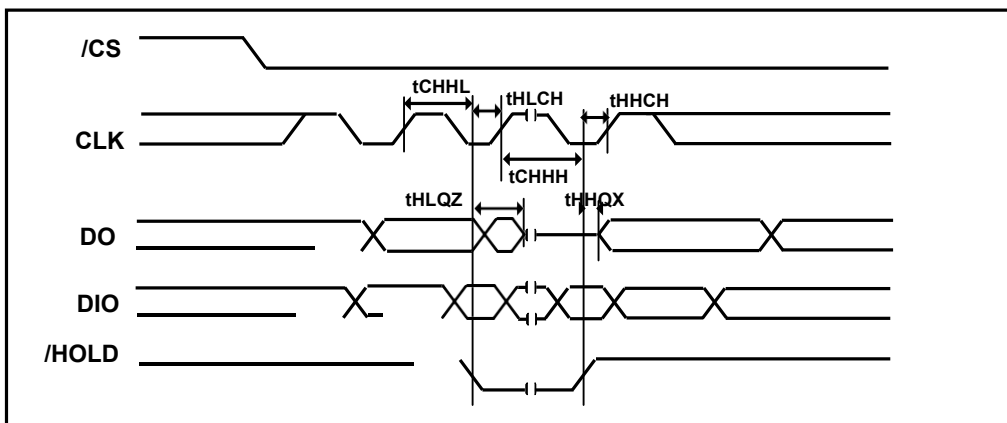 /CS
tCHHL
tHLCH
tHHCH
CLK
tCHHH
tHLQZ
tHHQX
DO
DIO
/HOLD